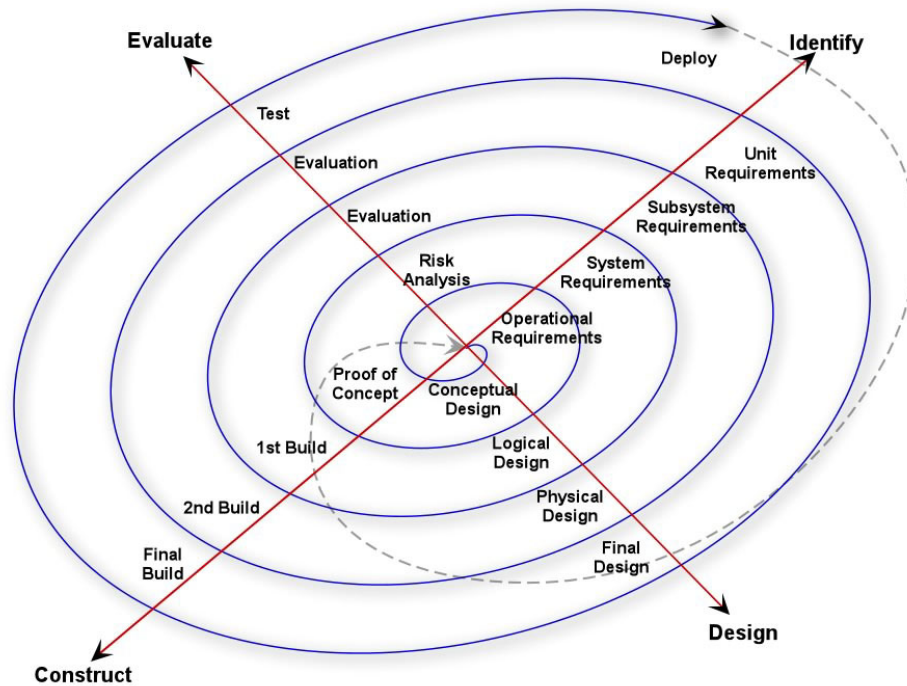 Evaluate
Identify
Deploy
Test
Evaluation
Unit
Requirements
Evaluation
Subsystem
Requirements
Risk
Analysis
System
Requirements
Operational
Requirements
Proof of
Concept
Conceptual
Design
1st Build
Logical
Design
2nd Build
Physical
Design
Final
Build
Final
Design
Design
Construct